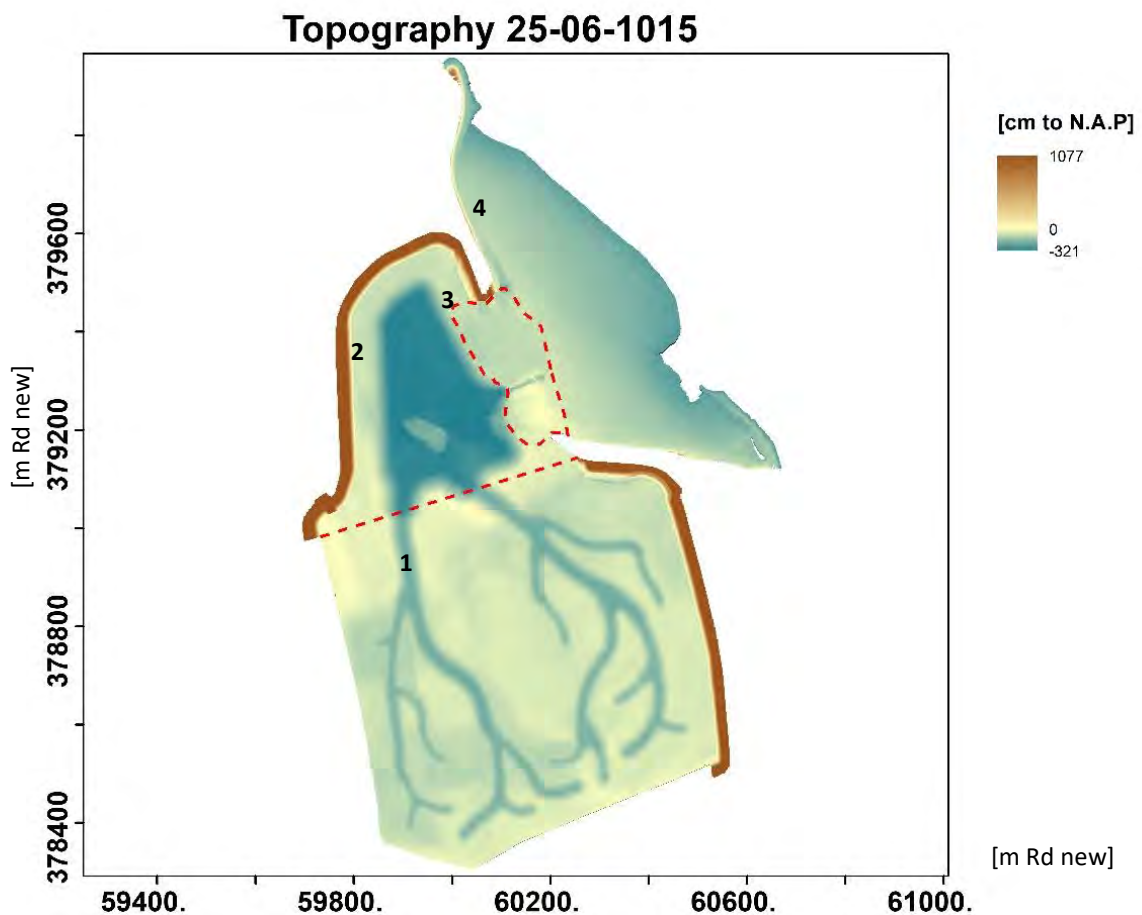 Topography 25-06-1015
[cm to N.A.P]
1077
0
-321
4
3
2
1
[m Rd new]
379600
379200
378800
378400
[m Rd new]
59400. 59800. 60200. 60600. 61000.